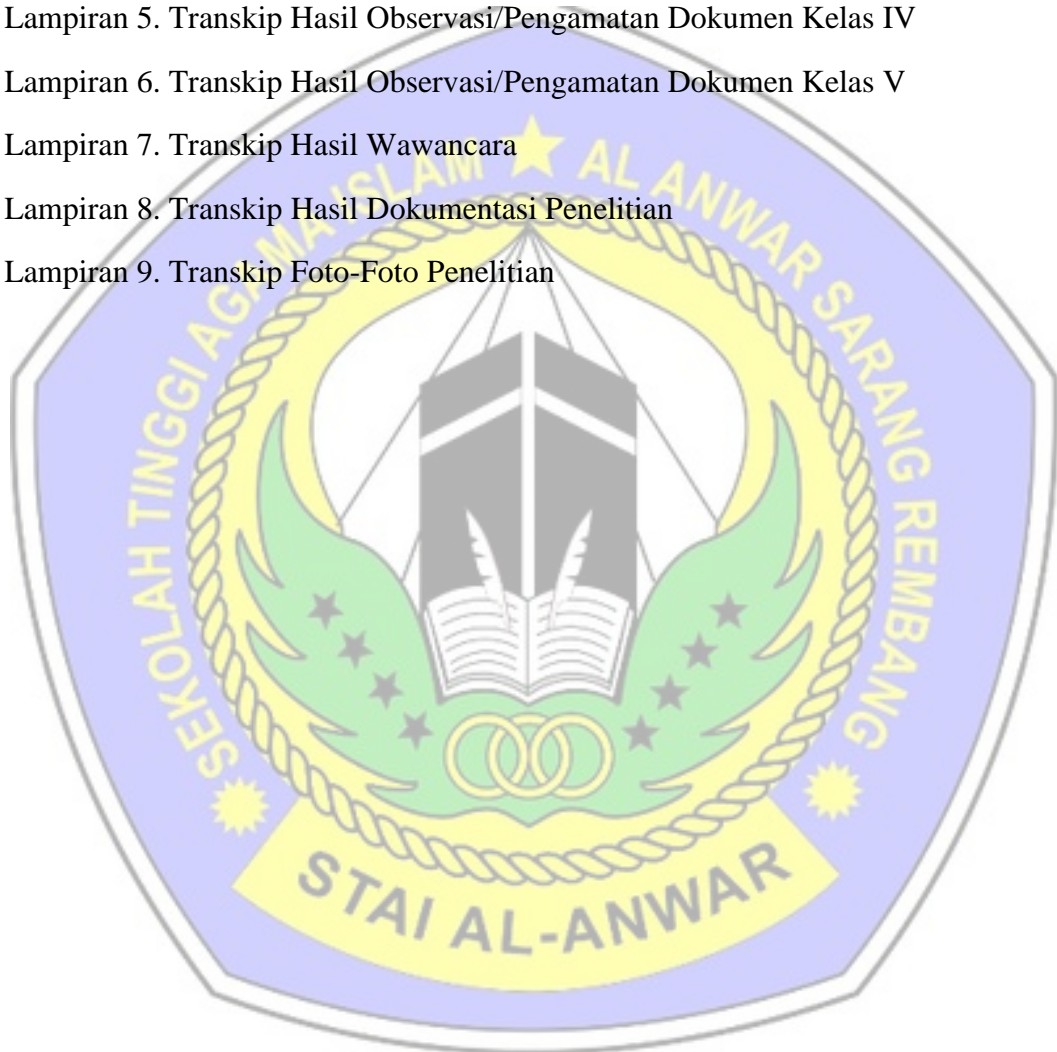 Lampiran 5. Transkip Hasil Observasi/Pengamatan Dokumen Kelas IV
Lampiran 6. Transkip Hasil Observasi/Pengamatan Dokumen Kelas V
Lampiran 7. Transkip Hasil Wawancara
Lampiran 8. Transkip Hasil Dokumentasi Penelitian
Lampiran 9. Transkip Foto-Foto Penelitian
SEKOLAH TINGGI AGAMA ISLAM AL ANWAR SARANG REMBANG
STAI AL-ANWAR